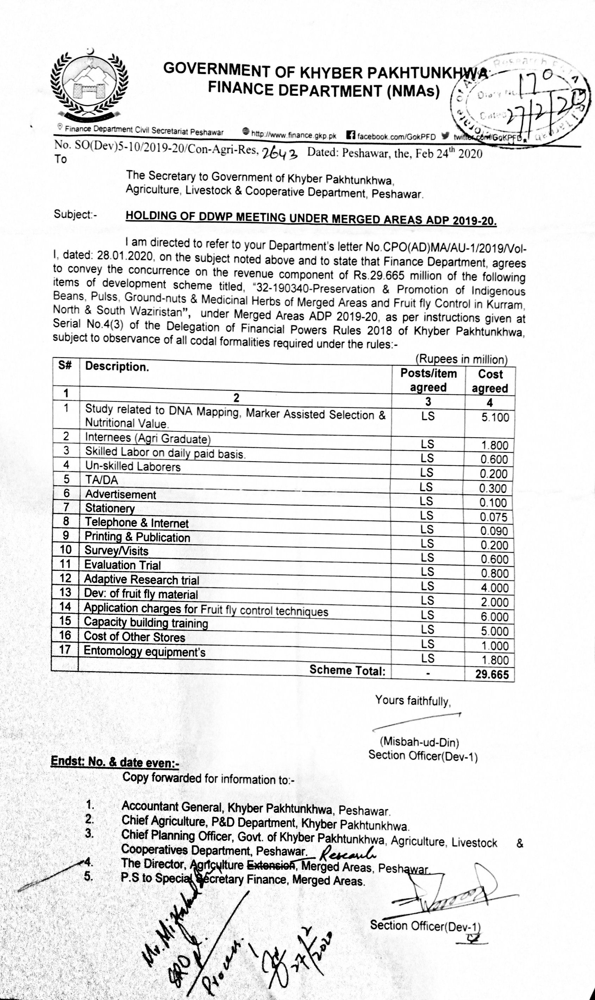 GOVERNMENT OF KHYBER PAKHTUNKHWA
FINANCE DEPARTMENT (NMAs)
Research
Diary No. 170
Dated 27/2/20
Finance Department Civil Secretariat Peshawar http://www.finance.gkp.pk facebook.com/GokPFD twitter.com/GoKPFD
No. SO(Dev)5-10/2019-20/Con-Agri-Res, 2643 Dated: Peshawar, the, Feb 24th 2020
To
The Secretary to Government of Khyber Pakhtunkhwa,
Agriculture, Livestock & Cooperative Department, Peshawar.
Subject:- HOLDING OF DDWP MEETING UNDER MERGED AREAS ADP 2019-20.
I am directed to refer to your Department's letter No.CPO(AD)MA/AU-1/2019/Vol-
I, dated: 28.01.2020, on the subject noted above and to state that Finance Department, agrees
to convey the concurrence on the revenue component of Rs.29.665 million of the following
items of development scheme titled, "32-190340-Preservation & Promotion of Indigenous
Beans, Pulss, Ground-nuts & Medicinal Herbs of Merged Areas and Fruit fly Control in Kurram,
North & South Waziristan", under Merged Areas ADP 2019-20, as per instructions given at
Serial No.4(3) of the Delegation of Financial Powers Rules 2018 of Khyber Pakhtunkhwa,
subject to observance of all codal formalities required under the rules:-
(Rupees in million)
S# Description. Posts/item agreed Cost agreed
1 2 3 4
1 Study related to DNA Mapping, Marker Assisted Selection & LS 5.100
Nutritional Value.
2 Internees (Agri Graduate) LS 1.800
3 Skilled Labor on daily paid basis. LS 0.600
4 Un-skilled Laborers LS 0.200
5 TA/DA LS 0.300
6 Advertisement LS 0.100
7 Stationery LS 0.075
8 Telephone & Internet LS 0.090
9 Printing & Publication LS 0.200
10 Survey/Visits LS 0.600
11 Evaluation Trial LS 0.800
12 Adaptive Research trial LS 4.000
13 Dev: of fruit fly material LS 2.000
14 Application charges for Fruit fly control techniques LS 6.000
15 Capacity building training LS 5.000
16 Cost of Other Stores LS 1.000
17 Entomology equipment's LS 1.800
Scheme Total: - 29.665
Yours faithfully,
(Misbah-ud-Din)
Section Officer(Dev-1)
Endst: No. & date even:-
Copy forwarded for information to:-
1. Accountant General, Khyber Pakhtunkhwa, Peshawar.
2. Chief Agriculture, P&D Department, Khyber Pakhtunkhwa.
3. Chief Planning Officer, Govt. of Khyber Pakhtunkhwa, Agriculture, Livestock &
Cooperatives Department, Peshawar.
Research
4. The Director, Agriculture Extension, Merged Areas, Peshawar.
5. P.S to Special Secretary Finance, Merged Areas.
Section Officer(Dev-1)
Mr.
SRO
Process.
27/2/2020